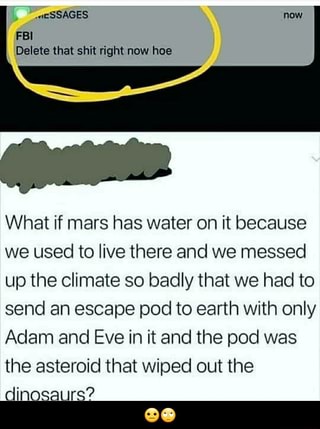 MESSAGES
now
FBI
Delete that shit right now hoe
What if mars has water on it because
we used to live there and we messed
up the climate so badly that we had to
send an escape pod to earth with only
Adam and Eve in it and the pod was
the asteroid that wiped out the
dinosaurs?